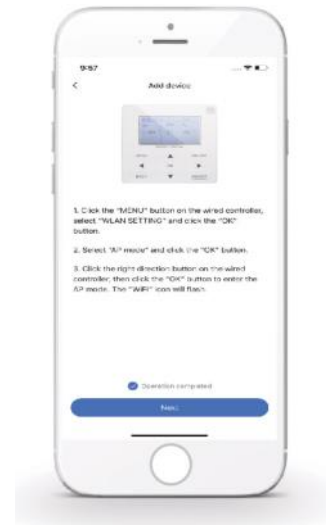 9:57
Add device
1. Click the "MENU" button on the wired controller,
select "WLAN SETTING" and click the "OK"
button.
2. Select "AP mode" and click the "OK" button.
3. Click the right direction button on the wired
controller, then click the "OK" button to enter the
AP mode. The "WiFi" icon will flash.
Operation completed
Next